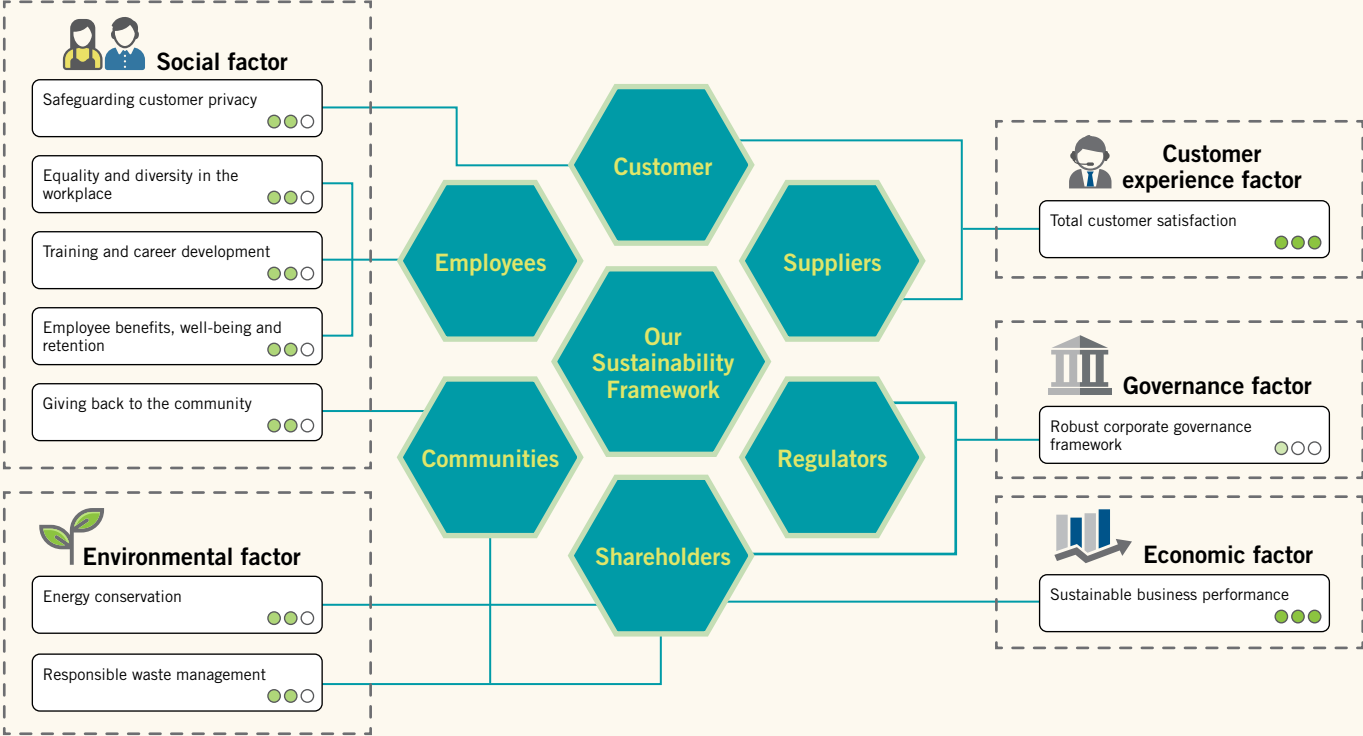 Social factor
Safeguarding customer privacy
Equality and diversity in the
workplace
Training and career development
Employee benefits, well-being and
retention
Giving back to the community
Environmental factor
Energy conservation
Responsible waste management
Customer
Employees
Suppliers
Our
Sustainability
Framework
Communities
Regulators
Shareholders
Customer
experience factor
Total customer satisfaction
Governance factor
Robust corporate governance
framework
Economic factor
Sustainable business performance